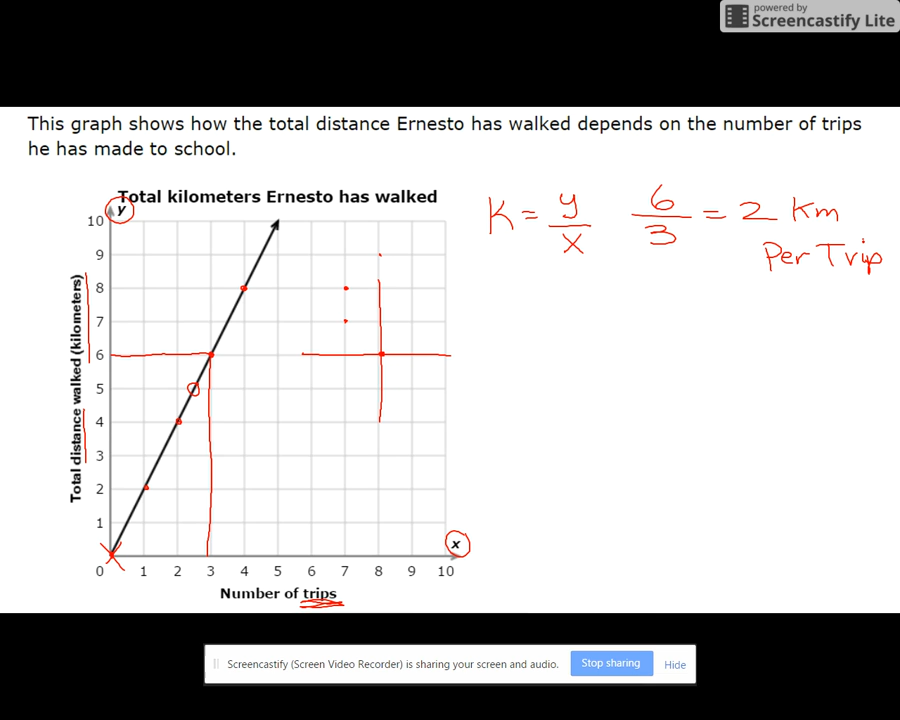 powered by
Screencastify Lite
This graph shows how the total distance Ernesto has walked depends on the number of trips
he has made to school.
Total kilometers Ernesto has walked
y
10
9
8
7
6
5
4
3
2
1
Total distance walked (kilometers)
0 1 2 3 4 5 6 7 8 9 10
x
Number of trips
K = y/x 6/3 = 2 Km
Per Trip
Screencastify (Screen Video Recorder) is sharing your screen and audio. Stop sharing Hide